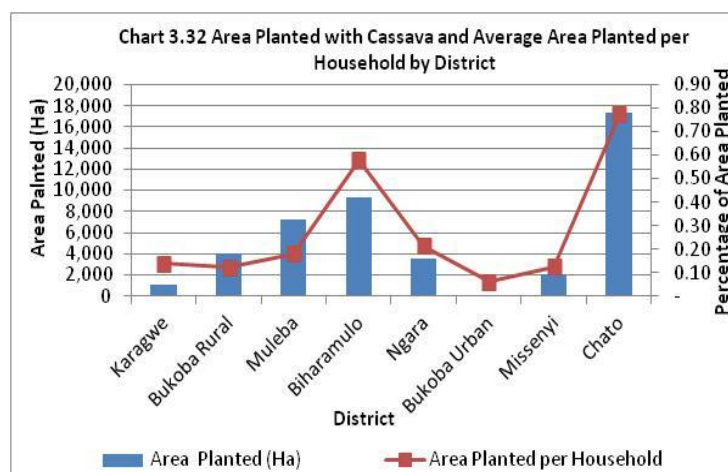 Chart 3.32 Area Planted with Cassava and Average Area Planted per
Household by District
Area Palnted (Ha)
20,000
18,000
16,000
14,000
12,000
10,000
8,000
6,000
4,000
2,000
0
0.90
0.80
0.70
0.60
0.50
0.40
0.30
0.20
0.10
-
Percentage of Area Planted
Karagwe
Bukoba Rural
Muleba
Biharamulo
Ngara
Bukoba Urban
Missenyi
Chato
District
Area Planted (Ha)
Area Planted per Household